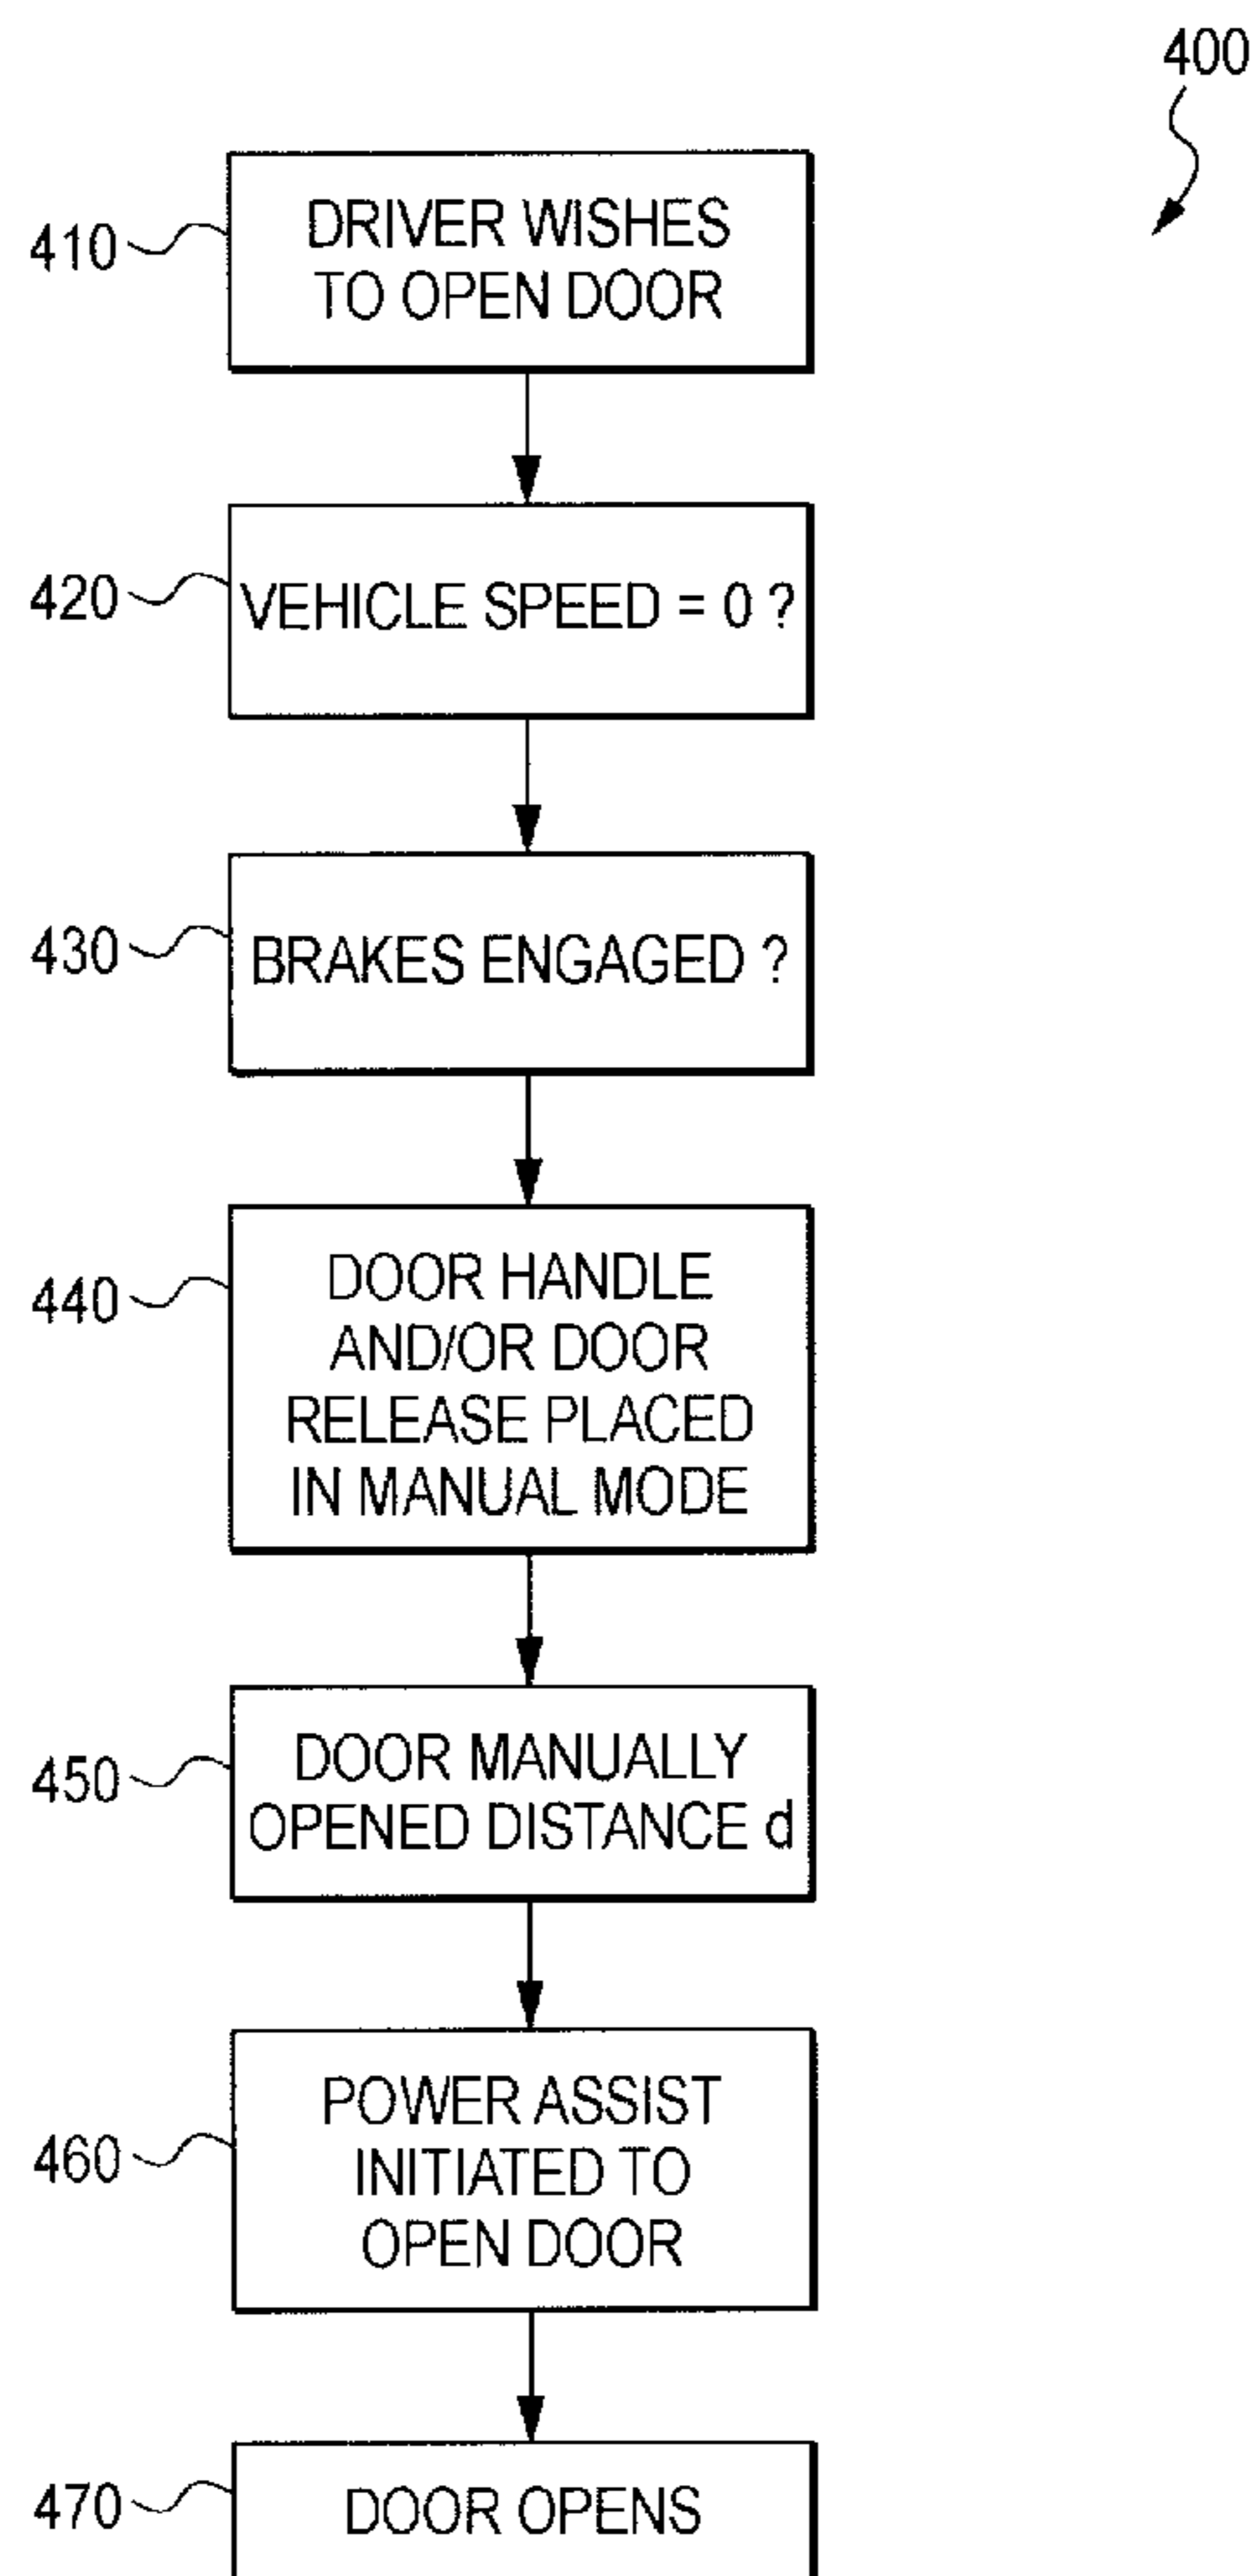 400
410
DRIVER WISHES
TO OPEN DOOR
420
VEHICLE SPEED = 0 ?
430
BRAKES ENGAGED ?
440
DOOR HANDLE
AND/OR DOOR
RELEASE PLACED
IN MANUAL MODE
450
DOOR MANUALLY
OPENED DISTANCE d
460
POWER ASSIST
INITIATED TO
OPEN DOOR
470
DOOR OPENS